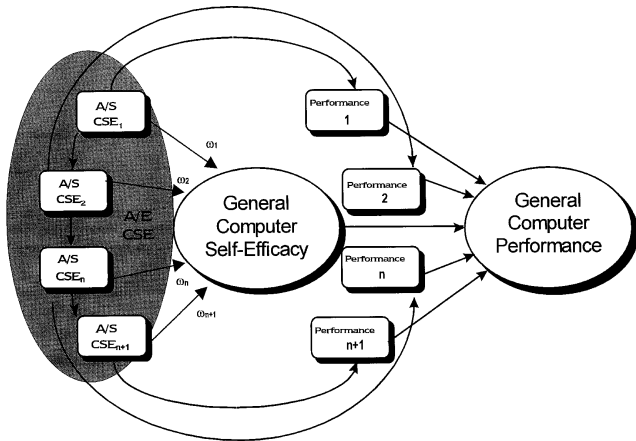 A/S
CSE1
ω1
A/S
CSE2
ω2
A/E
CSE
A/S
CSEn
ωn
A/S
CSEn+1
ωn+1
General
Computer
Self-Efficacy
Performance
1
Performance
2
Performance
n
Performance
n+1
General
Computer
Performance